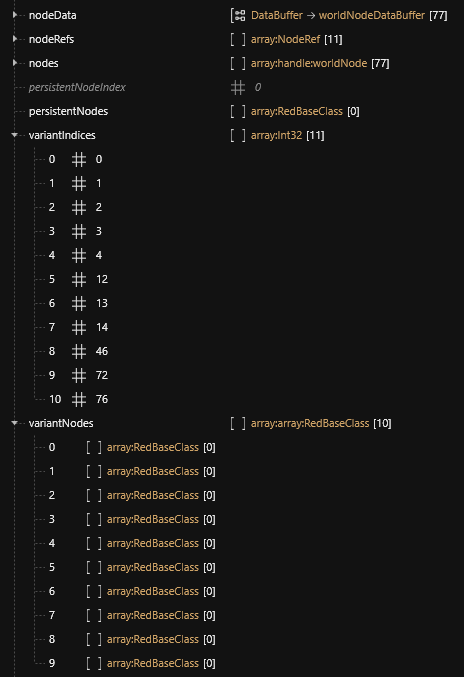 nodeData DataBuffer → worldNodeDataBuffer [77]
nodeRefs [ ] array:NodeRef [11]
nodes [ ] array:handle:worldNode [77]
persistentNodeIndex 0
persistentNodes [ ] array:RedBaseClass [0]
variantIndices [ ] array:Int32 [11]
0 0
1 1
2 2
3 3
4 4
5 12
6 13
7 14
8 46
9 72
10 76
variantNodes [ ] array:array:RedBaseClass [10]
0 [ ] array:RedBaseClass [0]
1 [ ] array:RedBaseClass [0]
2 [ ] array:RedBaseClass [0]
3 [ ] array:RedBaseClass [0]
4 [ ] array:RedBaseClass [0]
5 [ ] array:RedBaseClass [0]
6 [ ] array:RedBaseClass [0]
7 [ ] array:RedBaseClass [0]
8 [ ] array:RedBaseClass [0]
9 [ ] array:RedBaseClass [0]